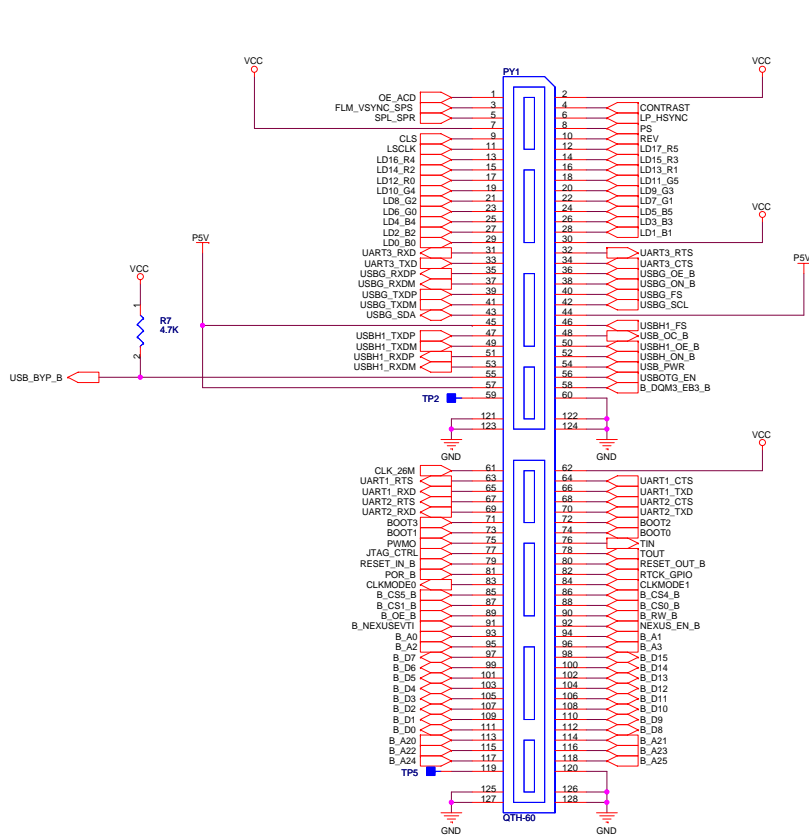 VCC
VCC
PY1
OE_ACD 1 2
FLM_VSYNC_SPS 3 4 CONTRAST
SPL_SPR 5 6 LP_HSYNC
7 8 PS
CLS 9 10 REV
LSCLK 11 12 LD17_R5
LD16_R4 13 14 LD15_R3
LD14_R2 15 16 LD13_R1
LD12_R0 17 18 LD11_G5
LD10_G4 19 20 LD9_G3
LD8_G2 21 22 LD7_G1
LD6_G0 23 24 LD5_B5
LD4_B4 25 26 LD3_B3
LD2_B2 27 28 LD1_B1
LD0_B0 29 30 VCC
P5V
UART3_RXD 31 32 UART3_RTS
UART3_TXD 33 34 UART3_CTS
P5V
USBG_RXDP 35 36 USBG_OE_B
VCC
USBG_RXDM 37 38 USBG_ON_B
USBG_TXDP 39 40 USBG_FS
USBG_TXDM 41 42 USBG_SCL
USBG_SDA 43 44
1
R7
4.7K
2
45 46 USBH1_FS
USBH1_TXDP 47 48 USB_OC_B
USBH1_TXDM 49 50 USBH1_OE_B
USBH1_RXDP 51 52 USBH_ON_B
USBH1_RXDM 53 54 USB_PWR
USB_BYP_B 55 56 USBOTG_EN
57 58 B_DQM3_EB3_B
TP2 59 60
121 122
123 124
GND GND
VCC
CLK_26M 61 62
UART1_RTS 63 64 UART1_CTS
UART1_RXD 65 66 UART1_TXD
UART2_RTS 67 68 UART2_CTS
UART2_RXD 69 70 UART2_TXD
BOOT3 71 72 BOOT2
BOOT1 73 74 BOOT0
PWMO 75 76 TIN
JTAG_CTRL 77 78 TOUT
RESET_IN_B 79 80 RESET_OUT_B
POR_B 81 82 RTCK_GPIO
CLKMODE0 83 84 CLKMODE1
B_CS5_B 85 86 B_CS4_B
B_CS1_B 87 88 B_CS0_B
B_OE_B 89 90 B_RW_B
B_NEXUSEVTI 91 92 NEXUS_EN_B
B_A0 93 94 B_A1
B_A2 95 96 B_A3
B_D7 97 98 B_D15
B_D6 99 100 B_D14
B_D5 101 102 B_D13
B_D4 103 104 B_D12
B_D3 105 106 B_D11
B_D2 107 108 B_D10
B_D1 109 110 B_D9
B_D0 111 112 B_D8
B_A20 113 114 B_A21
B_A22 115 116 B_A23
B_A24 117 118 B_A25
TP5 119 120
125 126
127 128
QTH-60
GND GND